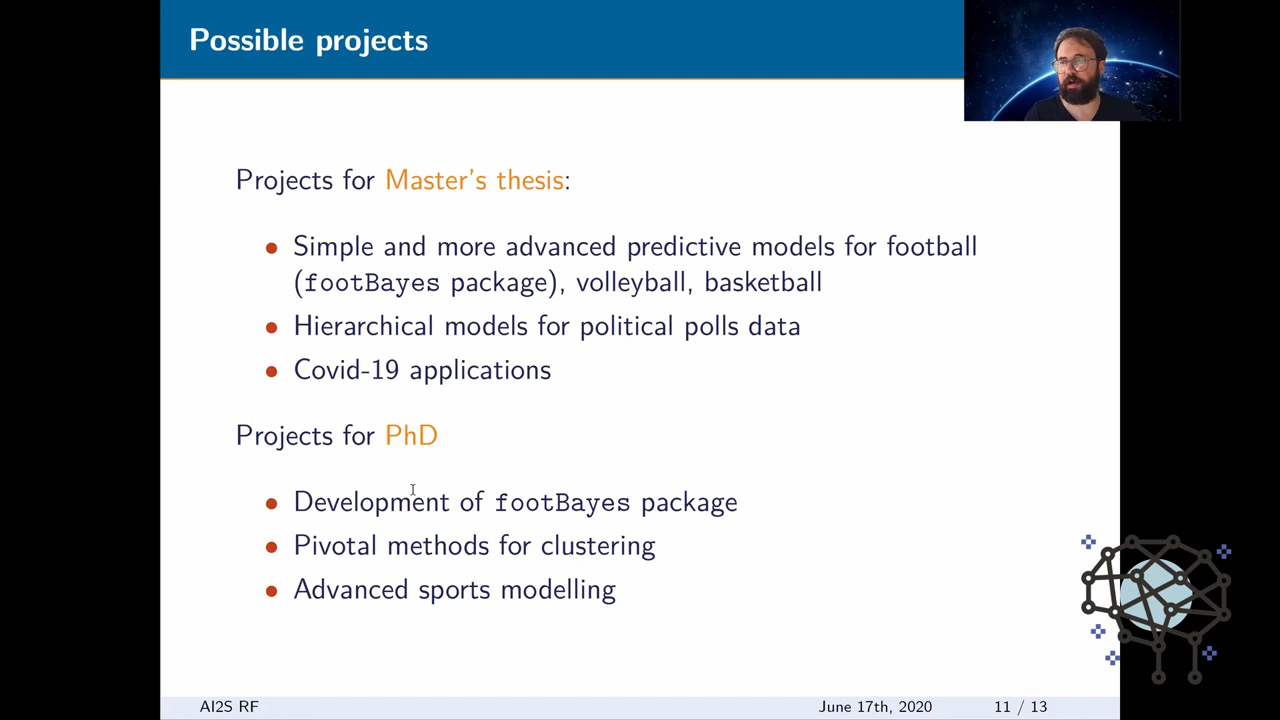 Possible projects
Projects for Master's thesis:
• Simple and more advanced predictive models for football
(footBayes package), volleyball, basketball
• Hierarchical models for political polls data
• Covid-19 applications
Projects for PhD
• Development of footBayes package
• Pivotal methods for clustering
• Advanced sports modelling
AI2S RF June 17th, 2020 11 / 13